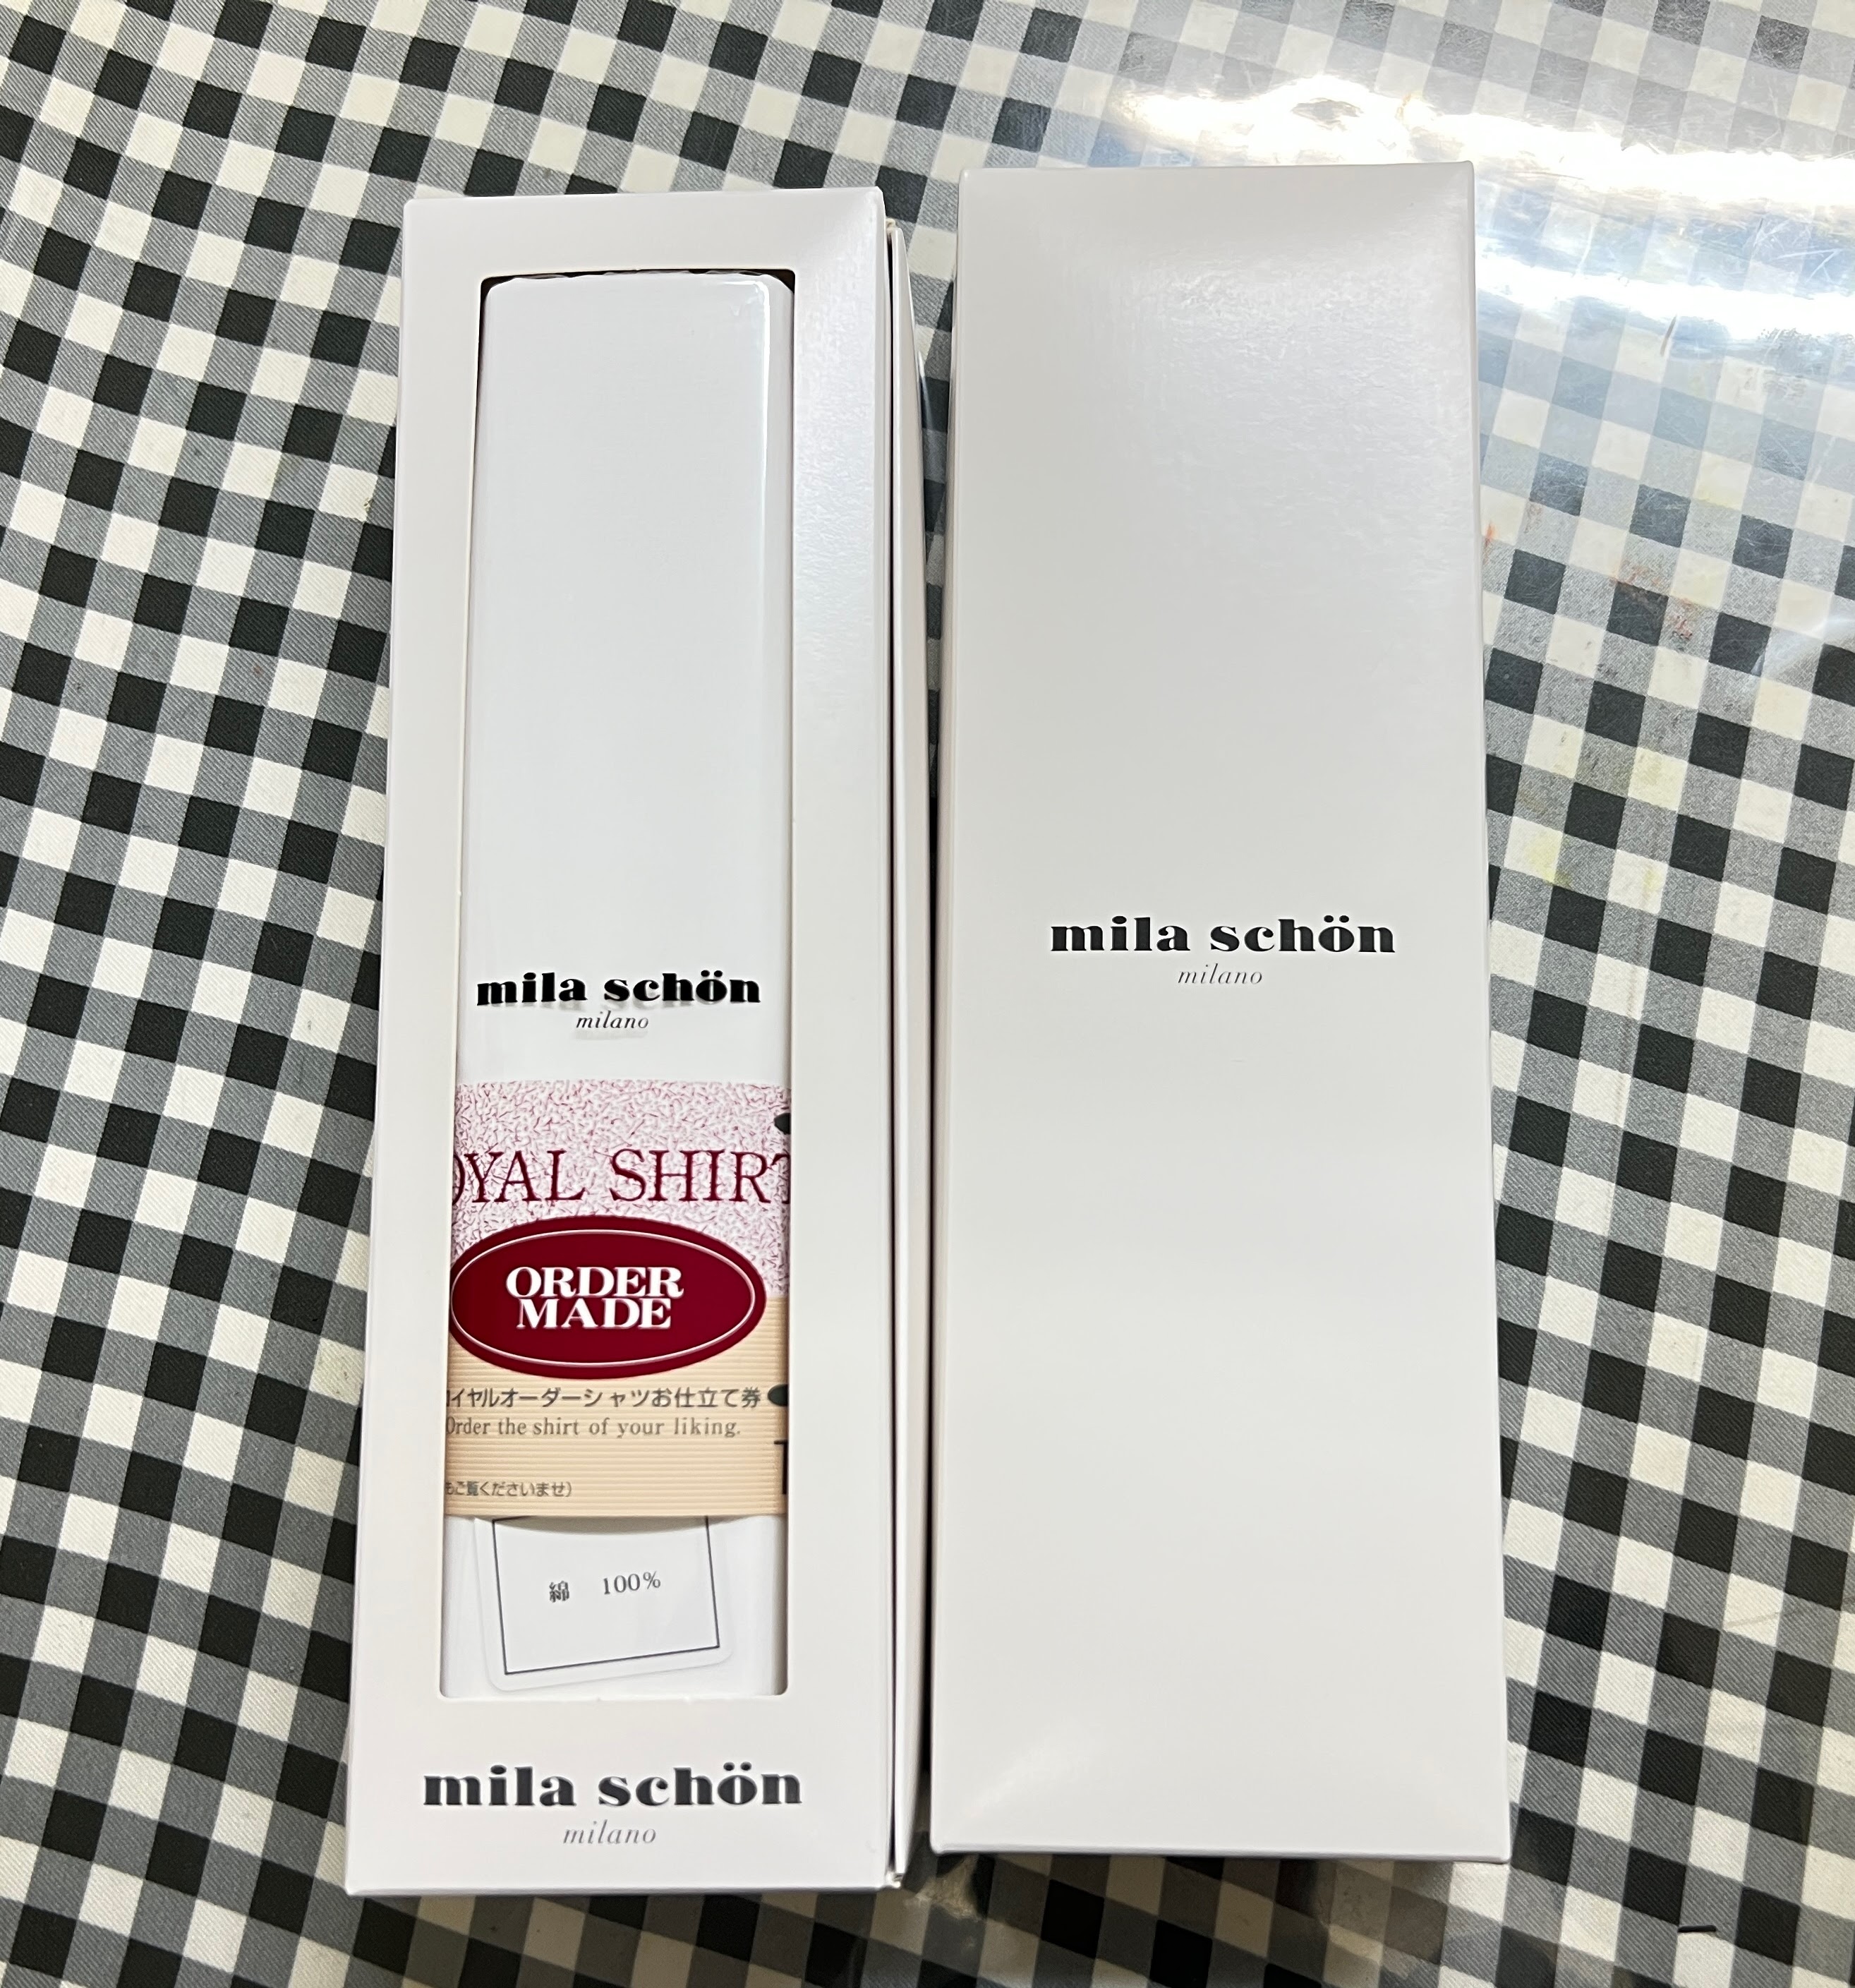 mila schön
milano
OYAL SHIRT
ORDER
MADE
イヤルオーダーシャツお仕立て券
Order the shirt of your liking.
ご覧くださいませ）
綿 100%
mila schön
milano
mila schön
milano